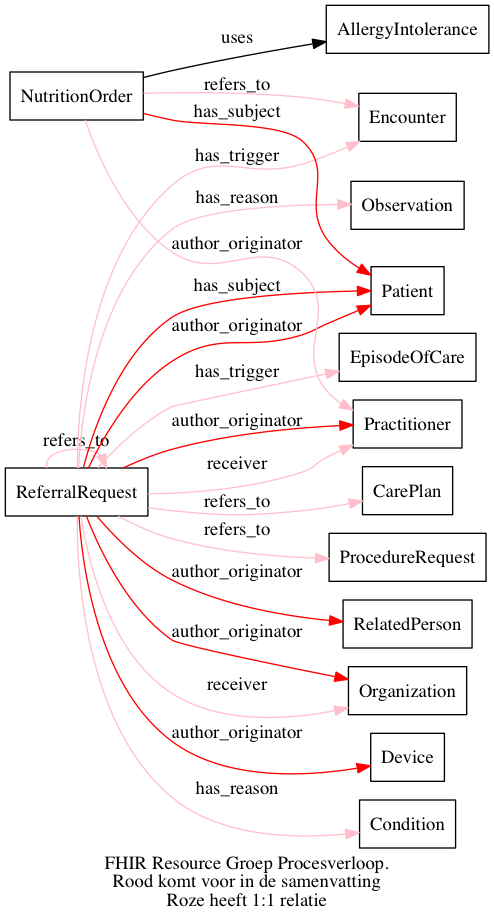 AllergyIntolerance
uses
NutritionOrder
refers_to
Encounter
has_subject
has_trigger
has_reason
Observation
author_originator
has_subject
Patient
author_originator
EpisodeOfCare
has_trigger
author_originator
Practitioner
refers_to
receiver
ReferralRequest
CarePlan
refers_to
refers_to
ProcedureRequest
author_originator
RelatedPerson
author_originator
receiver
Organization
author_originator
Device
has_reason
Condition
FHIR Resource Groep Procesverloop.
Rood komt voor in de samenvatting
Roze heeft 1:1 relatie